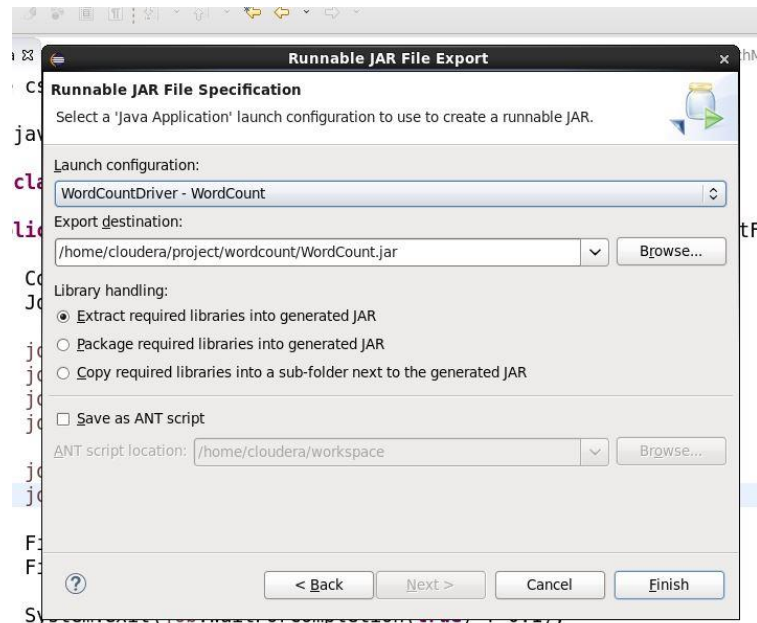 Runnable JAR File Export
Runnable JAR File Specification
Select a 'Java Application' launch configuration to use to create a runnable JAR.
Launch configuration:
WordCountDriver - WordCount
Export destination:
/home/cloudera/project/wordcount/WordCount.jar
Browse...
Library handling:
Extract required libraries into generated JAR
Package required libraries into generated JAR
Copy required libraries into a sub-folder next to the generated JAR
Save as ANT script
ANT script location: /home/cloudera/workspace
Browse...
? < Back Next > Cancel Finish